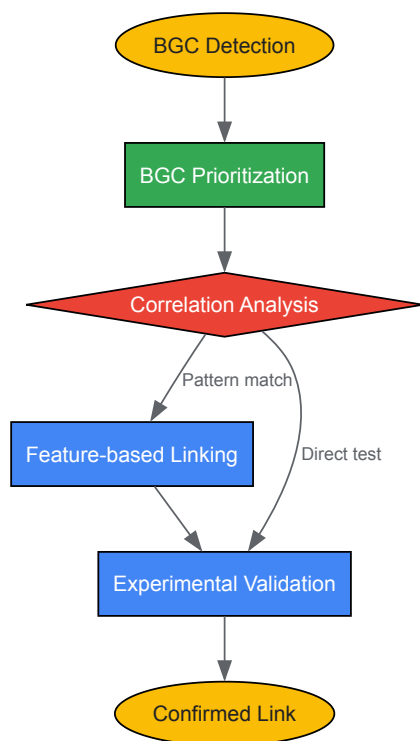 BGC Detection
BGC Prioritization
Correlation Analysis
Pattern match
Feature-based Linking
Direct test
Experimental Validation
Confirmed Link